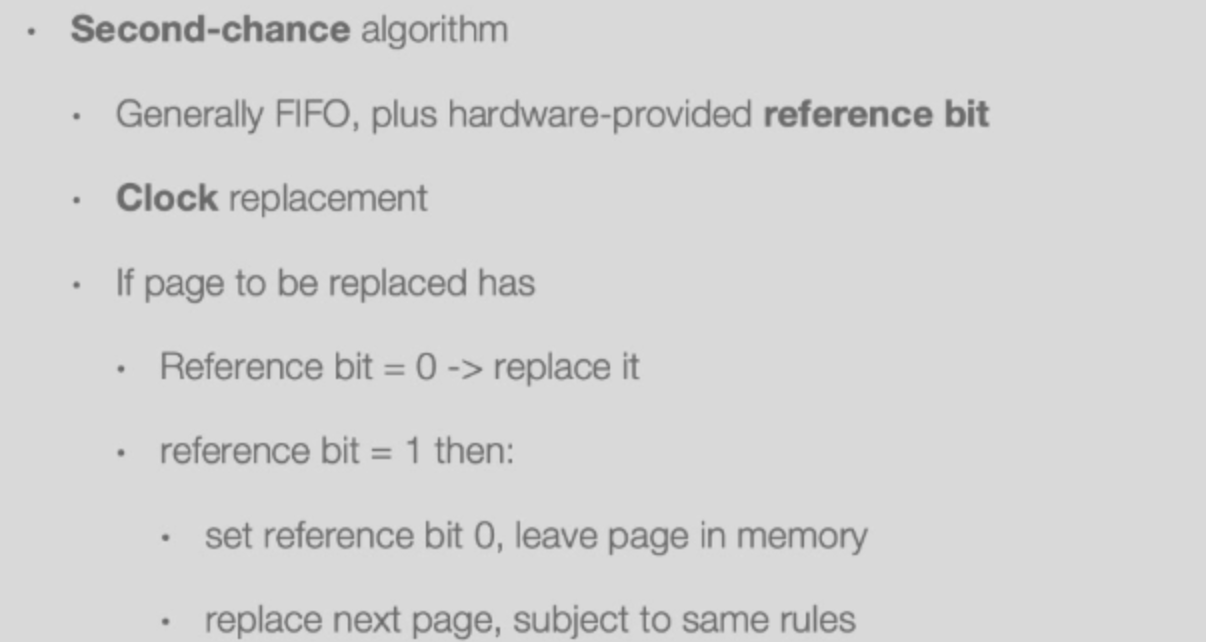 Second-chance algorithm
Generally FIFO, plus hardware-provided reference bit
Clock replacement
If page to be replaced has
Reference bit = 0 -> replace it
reference bit = 1 then:
set reference bit 0, leave page in memory
replace next page, subject to same rules